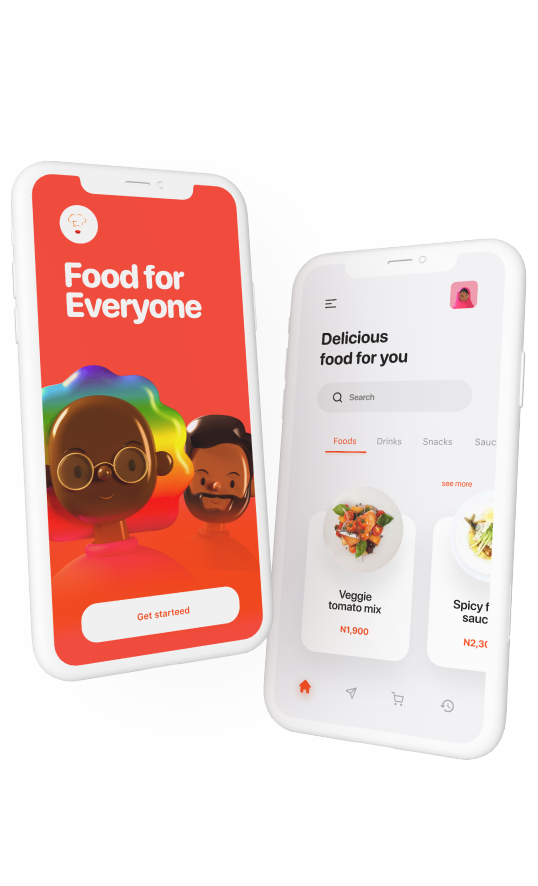 Food for
Everyone
Get starteed
Delicious
food for you
Search
Foods Drinks Snacks Sauc
see more
Veggie
tomato mix
N1,900
Spicy f
sauc
N2,30